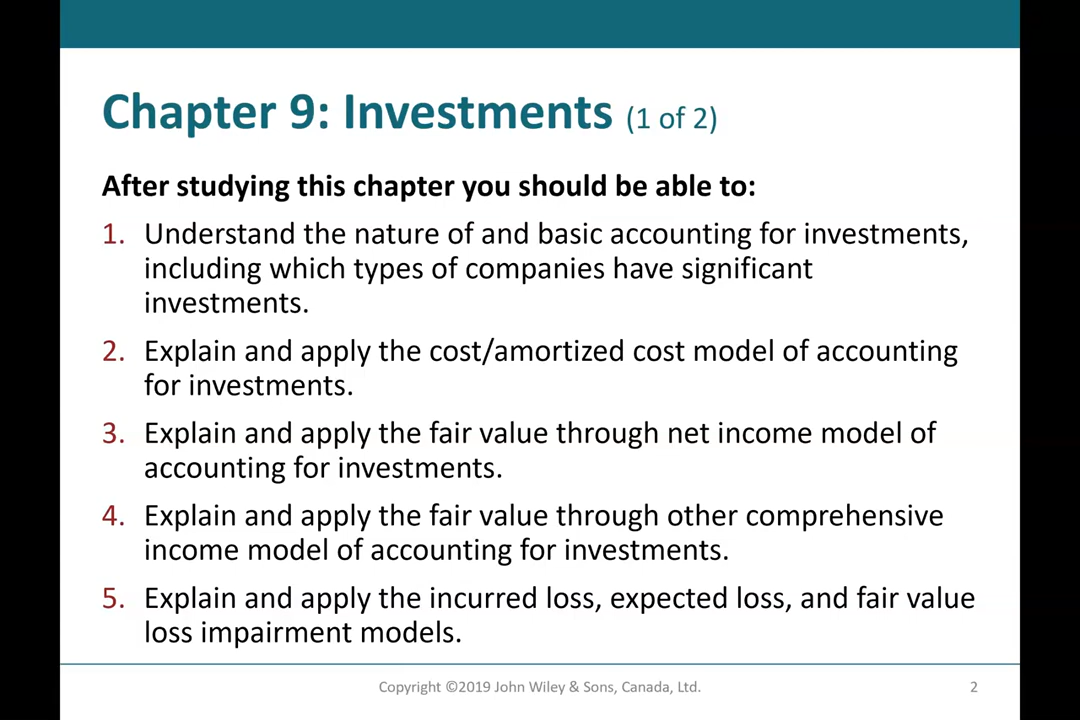 Chapter 9: Investments (1 of 2)
After studying this chapter you should be able to:
1. Understand the nature of and basic accounting for investments,
including which types of companies have significant
investments.
2. Explain and apply the cost/amortized cost model of accounting
for investments.
3. Explain and apply the fair value through net income model of
accounting for investments.
4. Explain and apply the fair value through other comprehensive
income model of accounting for investments.
5. Explain and apply the incurred loss, expected loss, and fair value
loss impairment models.
Copyright ©2019 John Wiley & Sons, Canada, Ltd.
2